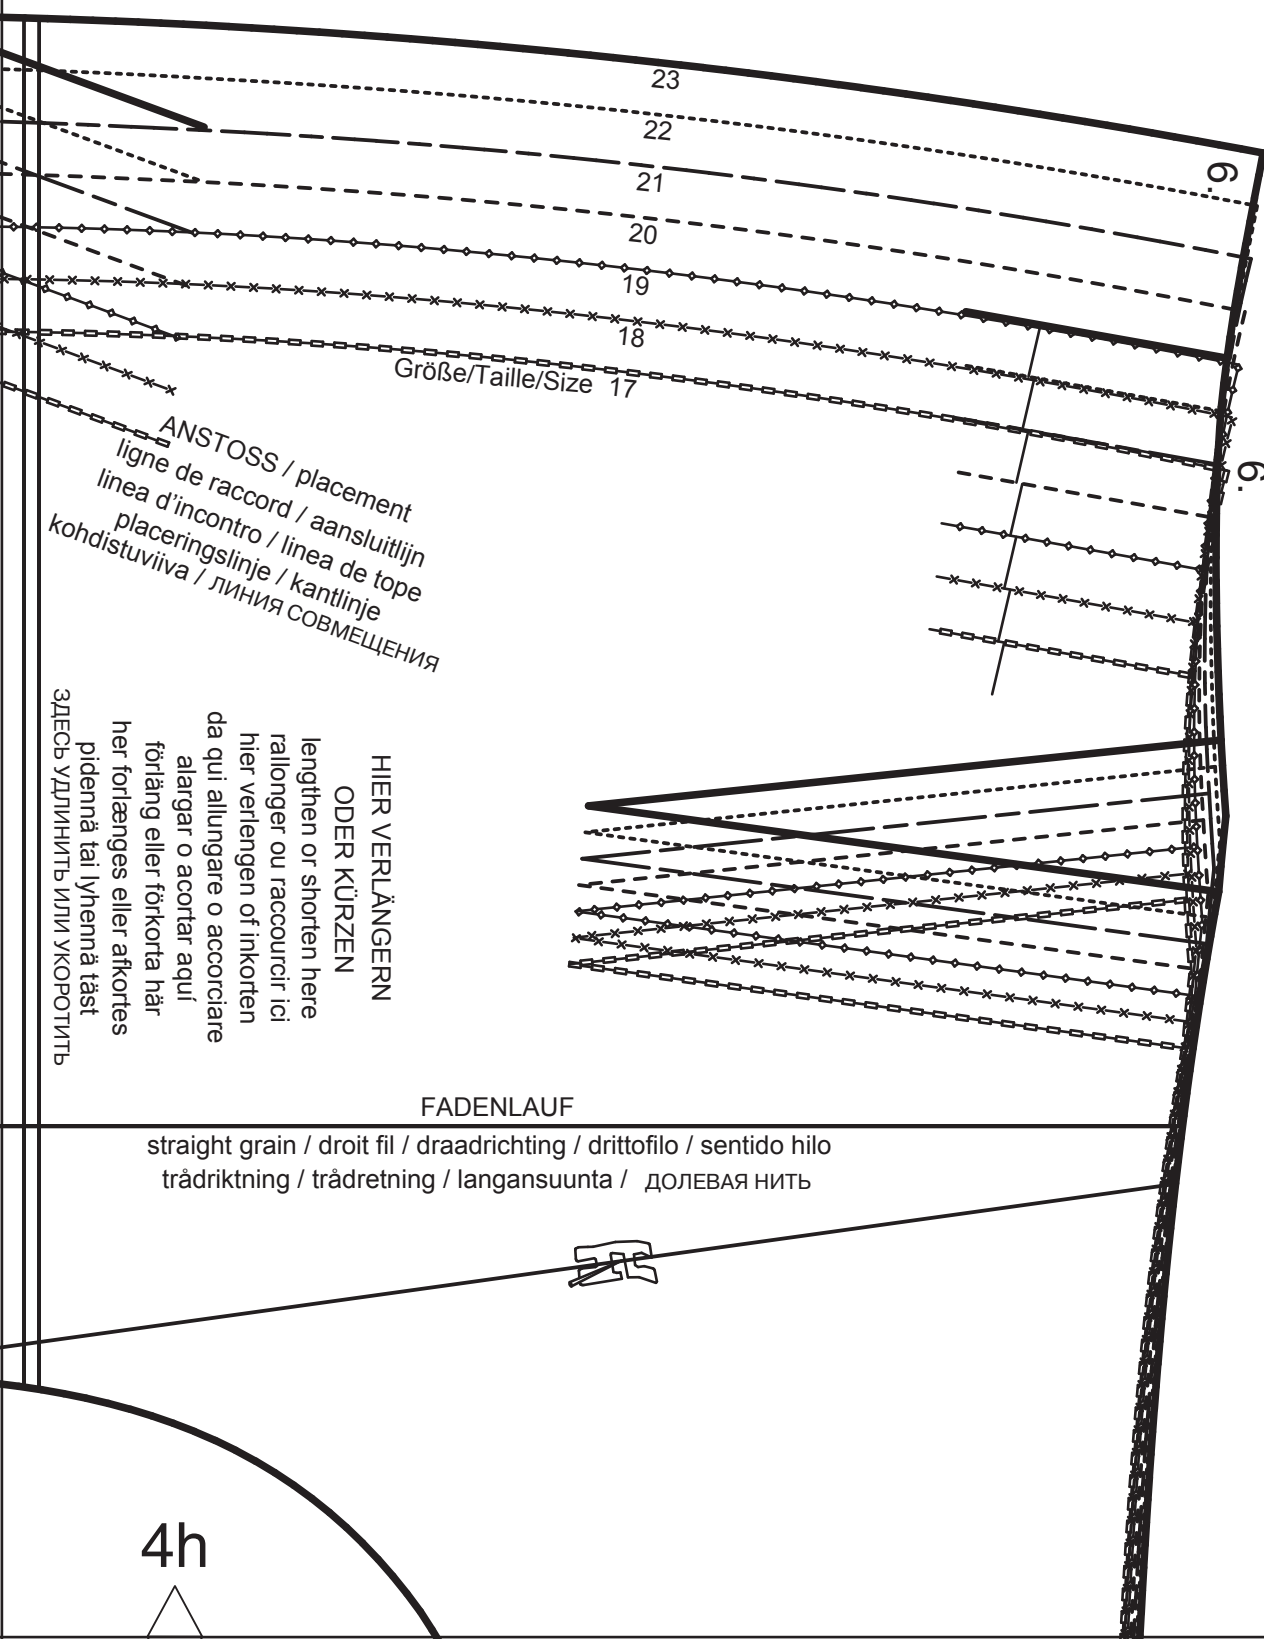 23
22
21
20
19
18
Größe/Taille/Size 17
6.
6.
ANSTOSS / placement
ligne de raccord / aansluitlijn
linea d'incontro / linea de tope
placeringslinje / kantlinje
kohdistuviiva / ЛИНИЯ СОВМЕЩЕНИЯ
HIER VERLÄNGERN
ODER KÜRZEN
lengthen or shorten here
rallonger ou raccourcir ici
hier verlengen of inkorten
da qui allungare o accorciare
alargar o acortar aquí
förläng eller förkorta här
her forlænges eller afkortes
pidennä tai lyhennä täst
ЗДЕСЬ УДЛИНИТЬ ИЛИ УКОРОТИТЬ
FADENLAUF
straight grain / droit fil / draadrichting / drittofilo / sentido hilo
trådriktning / trådretning / langansuunta / ДОЛЕВАЯ НИТЬ
4h